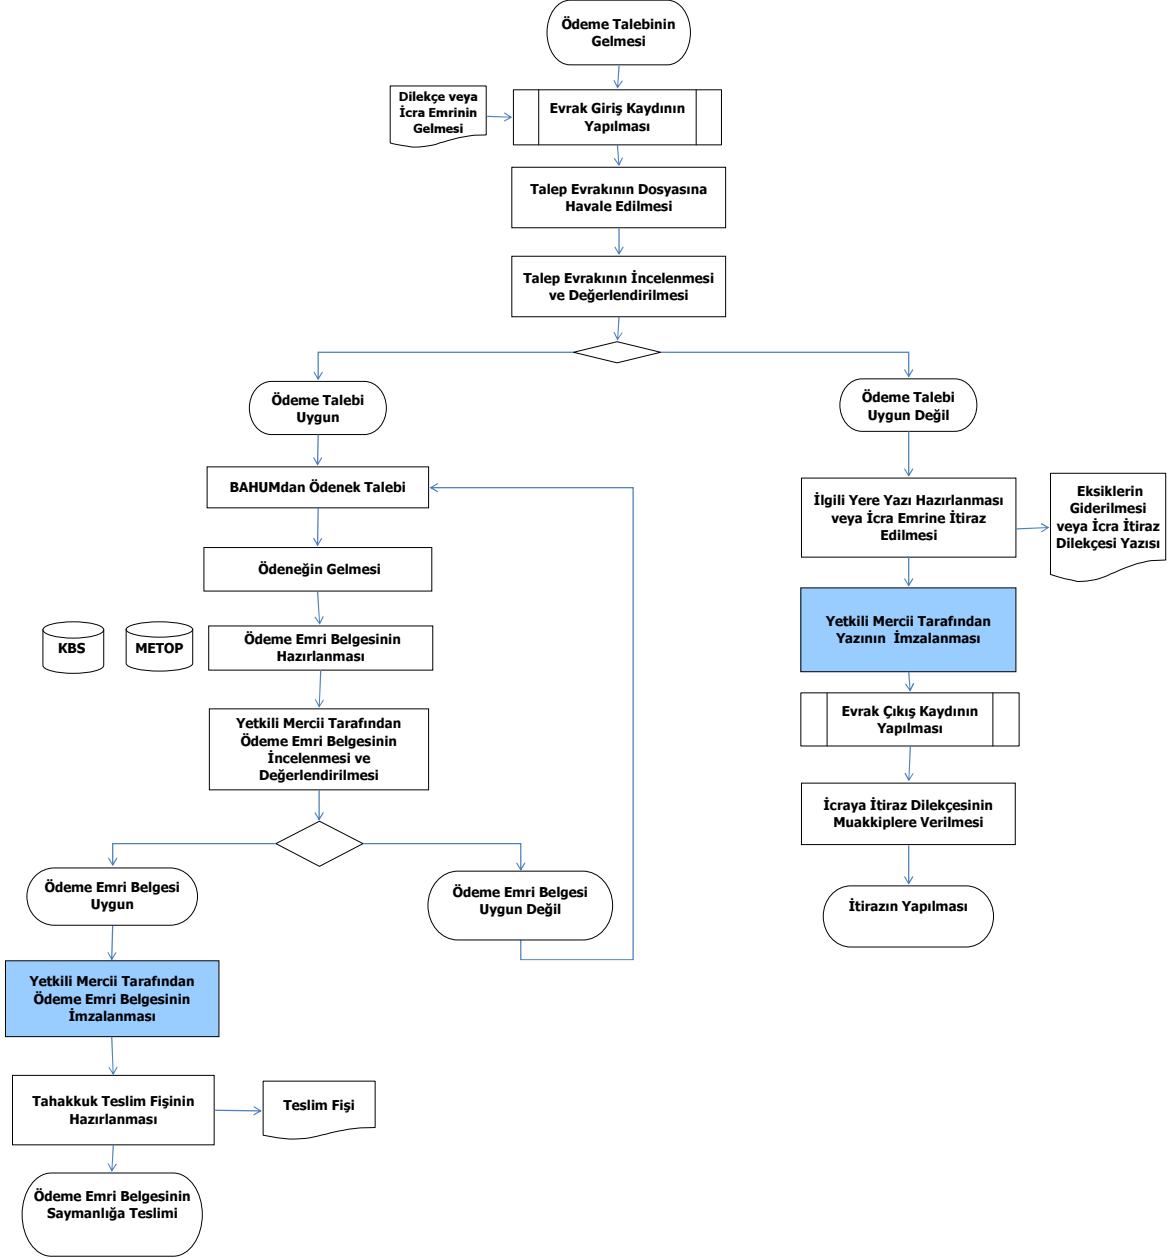 Ödeme Talebinin
Gelmesi
Dilekçe veya
İcra Emrinin
Gelmesi
Evrak Giriş Kaydının
Yapılması
Talep Evrakının Dosyasına
Havale Edilmesi
Talep Evrakının İncelenmesi
ve Değerlendirilmesi
Ödeme Talebi
Uygun
Ödeme Talebi
Uygun Değil
BAHUMdan Ödenek Talebi
İlgili Yere Yazı Hazırlanması
veya İcra Emrine İtiraz
Edilmesi
Eksiklerin
Giderilmesi
veya İcra İtiraz
Dilekçesi Yazısı
Ödeneğin Gelmesi
KBS
METOP
Ödeme Emri Belgesinin
Hazırlanması
Yetkili Mercii Tarafından
Yazının İmzalanması
Yetkili Mercii Tarafından
Ödeme Emri Belgesinin
İncelenmesi ve
Değerlendirilmesi
Evrak Çıkış Kaydının
Yapılması
İcraya İtiraz Dilekçesinin
Muakkiplere Verilmesi
Ödeme Emri Belgesi
Uygun
Ödeme Emri Belgesi
Uygun Değil
İtirazın Yapılması
Yetkili Mercii Tarafından
Ödeme Emri Belgesinin
İmzalanması
Tahakkuk Teslim Fişinin
Hazırlanması
Teslim Fişi
Ödeme Emri Belgesinin
Saymanlığa Teslimi